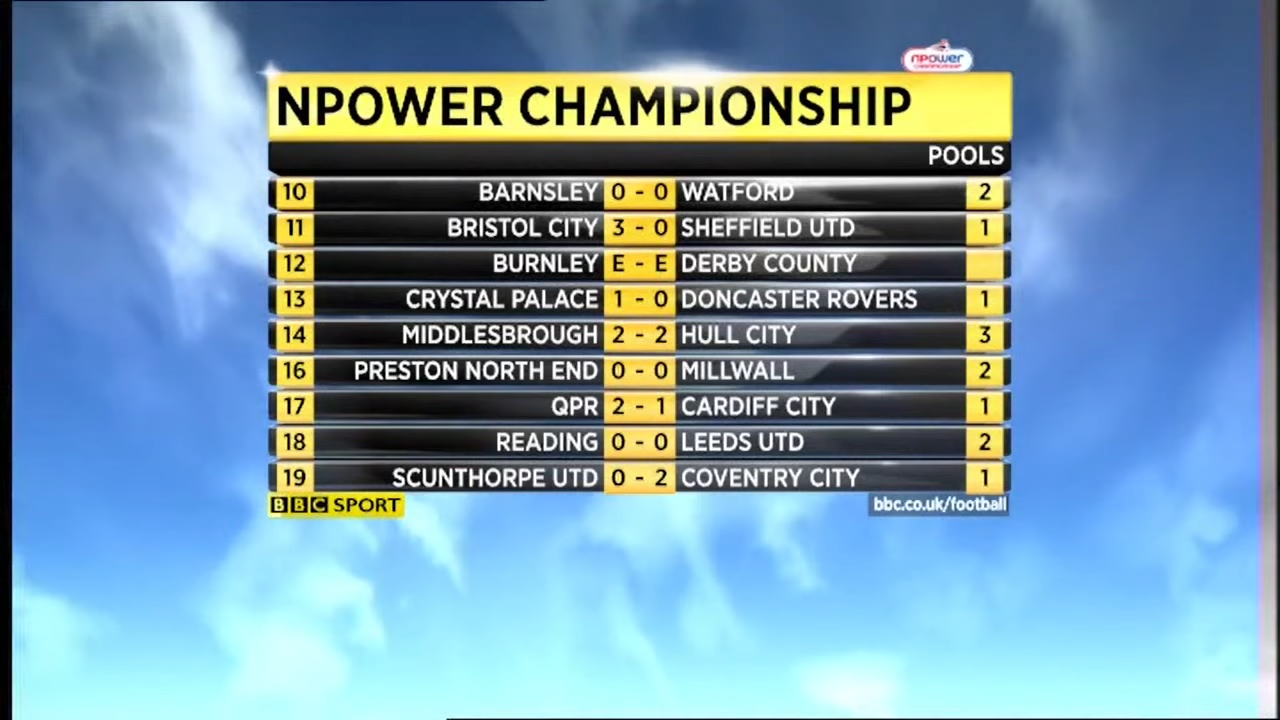 npower
CHAMPIONSHIP
NPOWER CHAMPIONSHIP
POOLS
10 BARNSLEY 0 - 0 WATFORD 2
11 BRISTOL CITY 3 - 0 SHEFFIELD UTD 1
12 BURNLEY E - E DERBY COUNTY
13 CRYSTAL PALACE 1 - 0 DONCASTER ROVERS 1
14 MIDDLESBROUGH 2 - 2 HULL CITY 3
16 PRESTON NORTH END 0 - 0 MILLWALL 2
17 QPR 2 - 1 CARDIFF CITY 1
18 READING 0 - 0 LEEDS UTD 2
19 SCUNTHORPE UTD 0 - 2 COVENTRY CITY 1
BBC SPORT bbc.co.uk/football